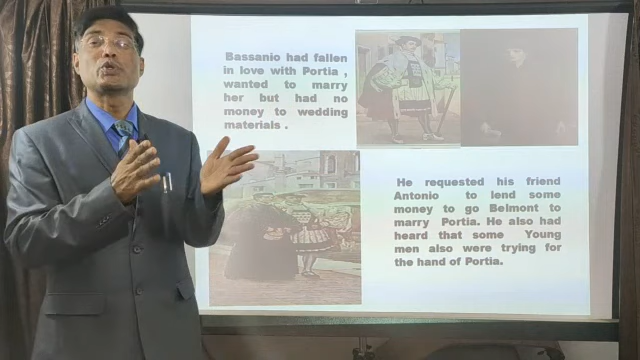 Bassanio had fallen
in love with Portia ,
wanted to marry
her but had no
money to wedding
materials .
He requested his friend
Antonio to lend some
money to go Belmont to
marry Portia. He also had
heard that some Young
men also were trying for
the hand of Portia.